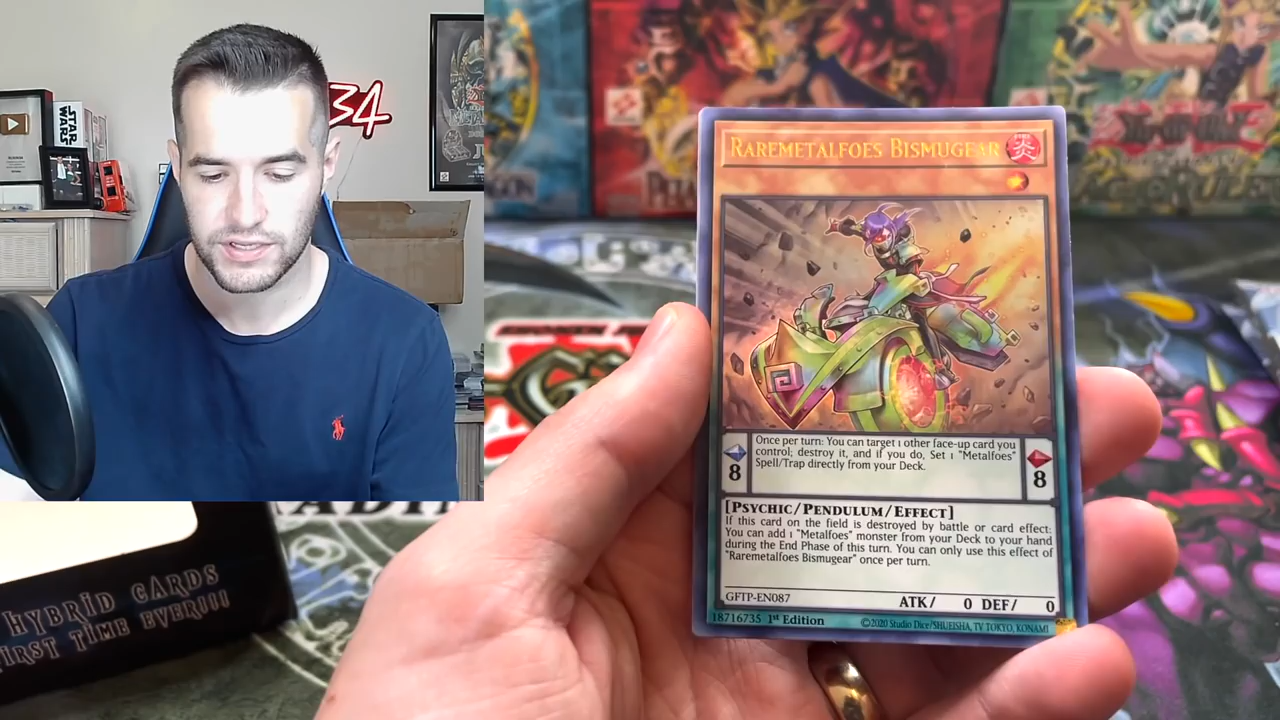 STAR
WARS
34
RAREMETALFOES BISMUGEAR
炎
Once per turn: You can target 1 other face-up card you
control; destroy it, and if you do, Set 1 "Metalfoes"
Spell/Trap directly from your Deck.
8
8
[PSYCHIC/PENDULUM/EFFECT]
If this card on the field is destroyed by battle or card effect:
You can add 1 "Metalfoes" monster from your Deck to your hand
during the End Phase of this turn. You can only use this effect of
"Raremetalfoes Bismugear" once per turn.
GFTP-EN087
ATK/ 0 DEF/ 0
18716735 1st Edition
©2020 Studio Dice/SHUEISHA, TV TOKYO, KONAMI
HYBRID CARDS
FIRST TIME EVER!!!